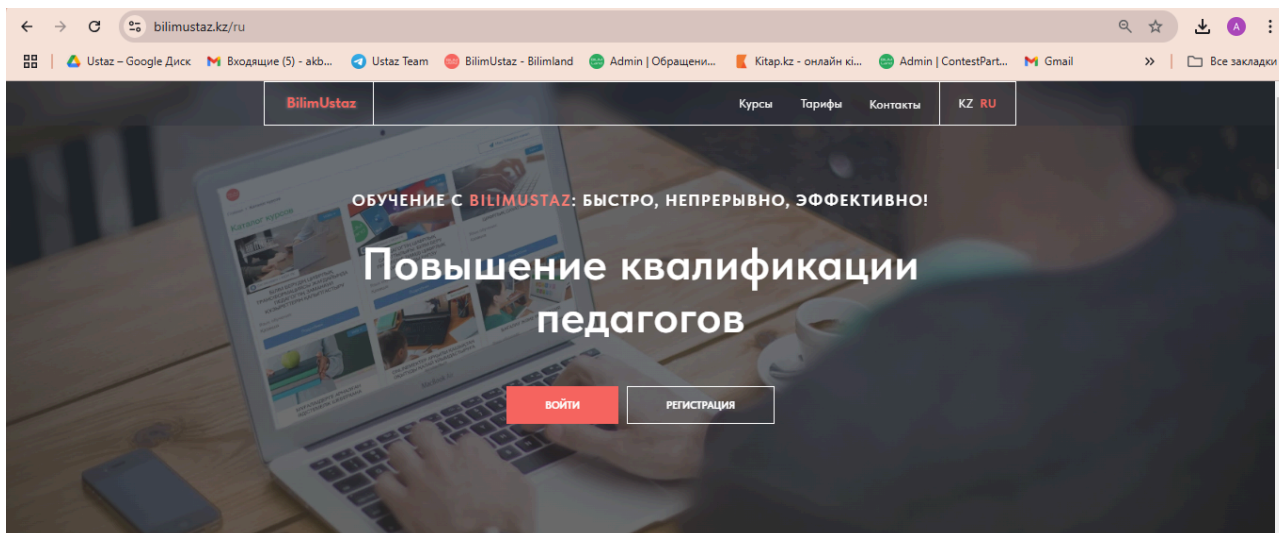 bilimustaz.kz/ru
A
Ustaz – Google Диск
Входящие (5) - akb...
Ustaz Team
BilimUstaz - Bilimland
Admin | Обращени...
Kitap.kz - онлайн кі...
Admin | ContestPart...
Gmail
»
Все закладки
BilimUstaz
Курсы
Тарифы
Контакты
KZ RU
ОБУЧЕНИЕ С BILIMUSTAZ: БЫСТРО, НЕПРЕРЫВНО, ЭФФЕКТИВНО!
Повышение квалификации
педагогов
ВОЙТИ
РЕГИСТРАЦИЯ
Каталог курсов